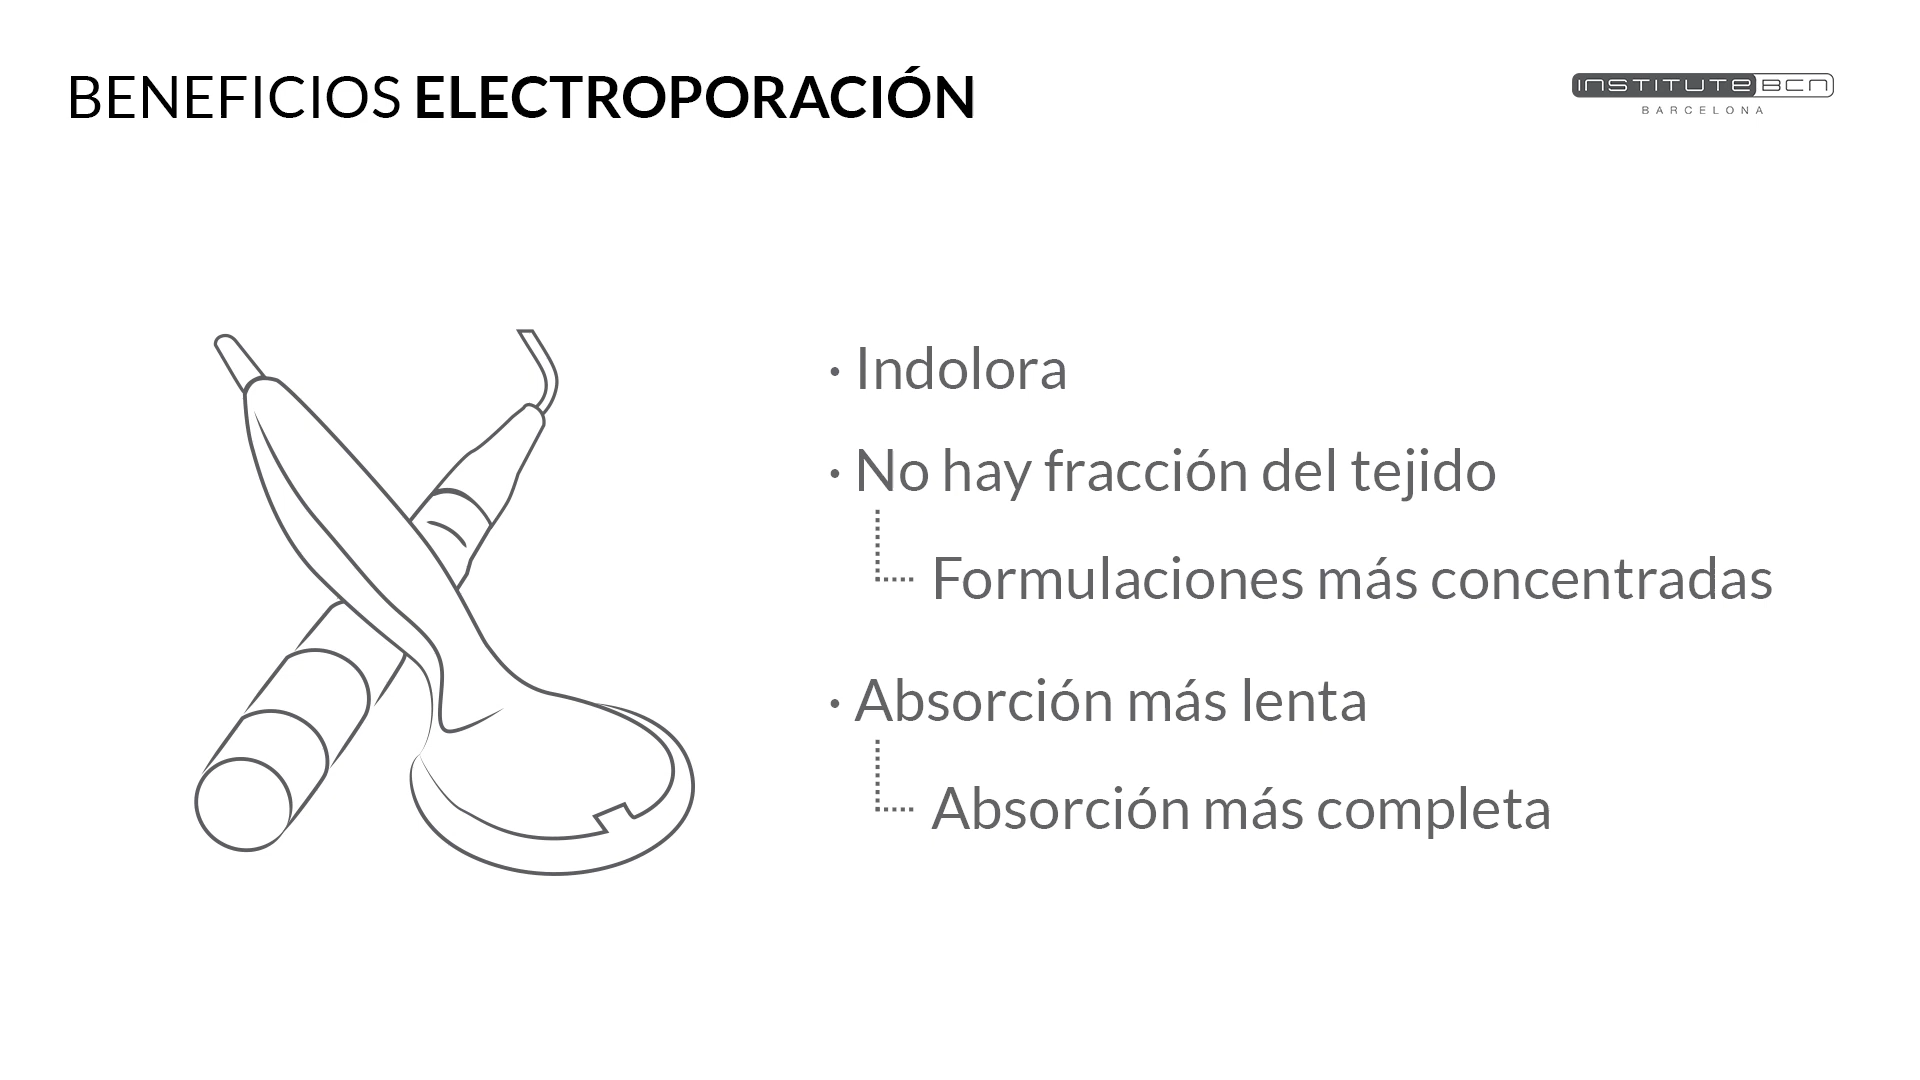 BENEFICIOS ELECTROPORACIÓN
INSTITUTE BCN
BARCELONA
· Indolora
· No hay fracción del tejido
Formulaciones más concentradas
· Absorción más lenta
Absorción más completa